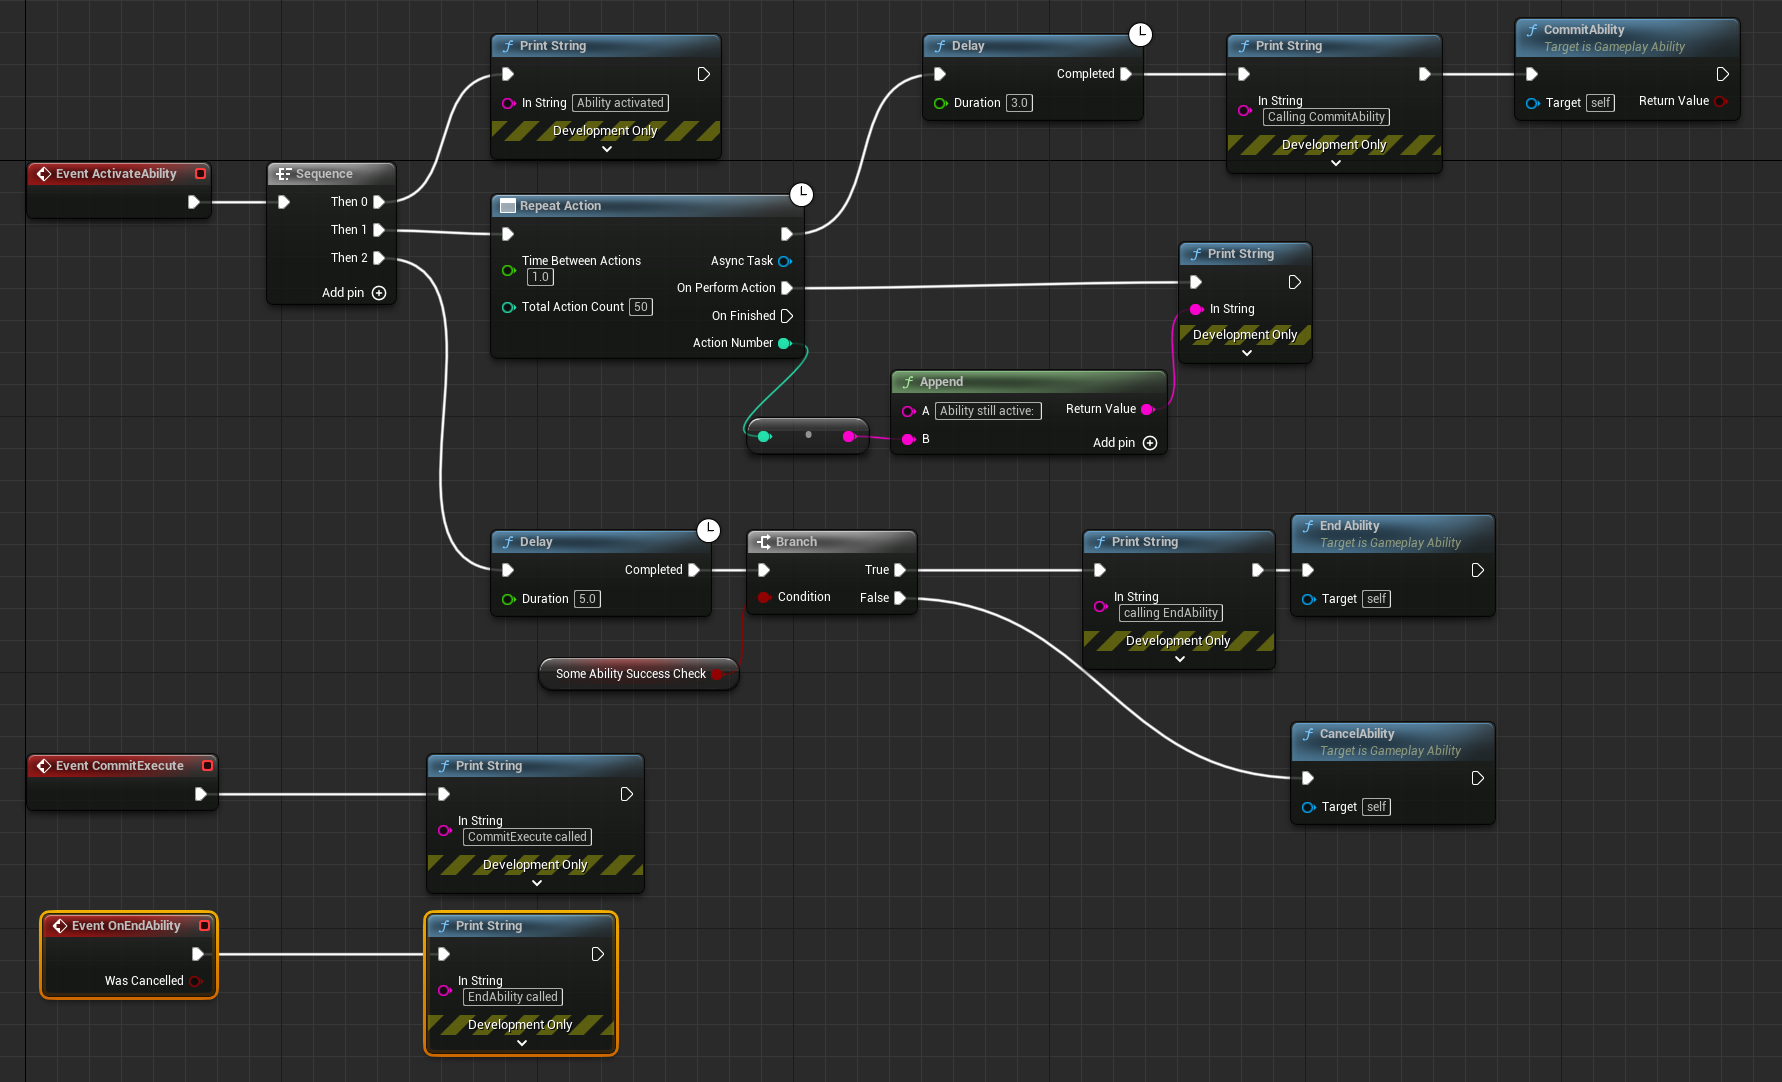 Print String
In String Ability activated
Development Only
Delay
Completed
Duration 3.0
Print String
In String
Calling CommitAbility
Development Only
CommitAbility
Target is Gameplay Ability
Target self Return Value
Event ActivateAbility
Sequence
Then 0
Then 1
Then 2
Add pin
Repeat Action
Time Between Actions
1.0
Async Task
On Perform Action
Total Action Count 50
On Finished
Action Number
Print String
In String
Development Only
Append
A Ability still active: Return Value
B
Add pin
Delay
Completed
Duration 5.0
Branch
True
Condition False
Some Ability Success Check
Print String
In String
calling EndAbility
Development Only
End Ability
Target is Gameplay Ability
Target self
CancelAbility
Target is Gameplay Ability
Target self
Event CommitExecute
Print String
In String
CommitExecute called
Development Only
Event OnEndAbility
Was Cancelled
Print String
In String
EndAbility called
Development Only